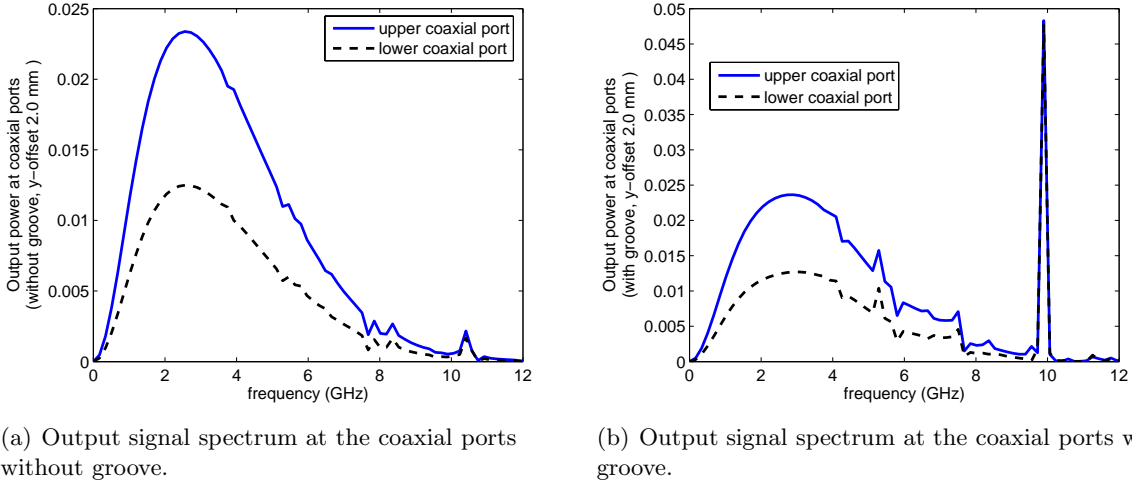 0.025
0.02
0.015
0.01
0.005
0
0 2 4 6 8 10 12
frequency (GHz)
Output power at coaxial ports
(without groove, y−offset 2.0 mm )
upper coaxial port
lower coaxial port
(a) Output signal spectrum at the coaxial ports
without groove.
0.05
0.045
0.04
0.035
0.03
0.025
0.02
0.015
0.01
0.005
0
0 2 4 6 8 10 12
frequency (GHz)
Output power at coaxial ports
(with groove, y−offset 2.0 mm )
upper coaxial port
lower coaxial port
(b) Output signal spectrum at the coaxial ports
groove.